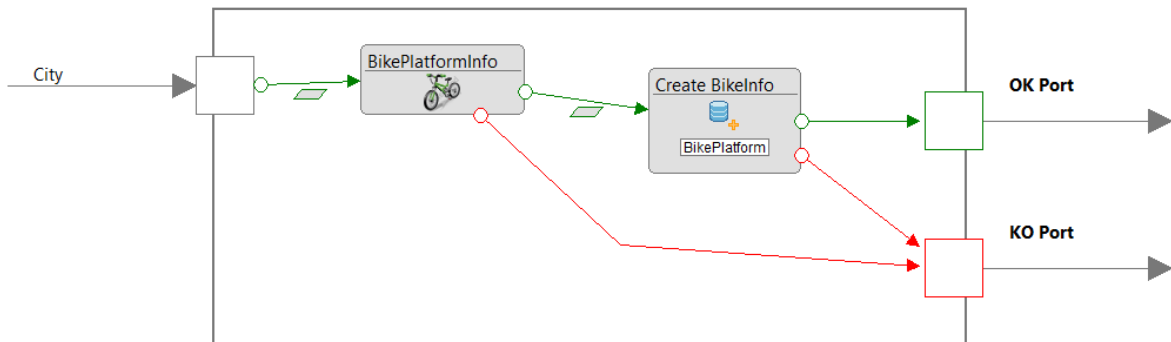 City
BikePlatformInfo
Create BikeInfo
BikePlatform
OK Port
KO Port